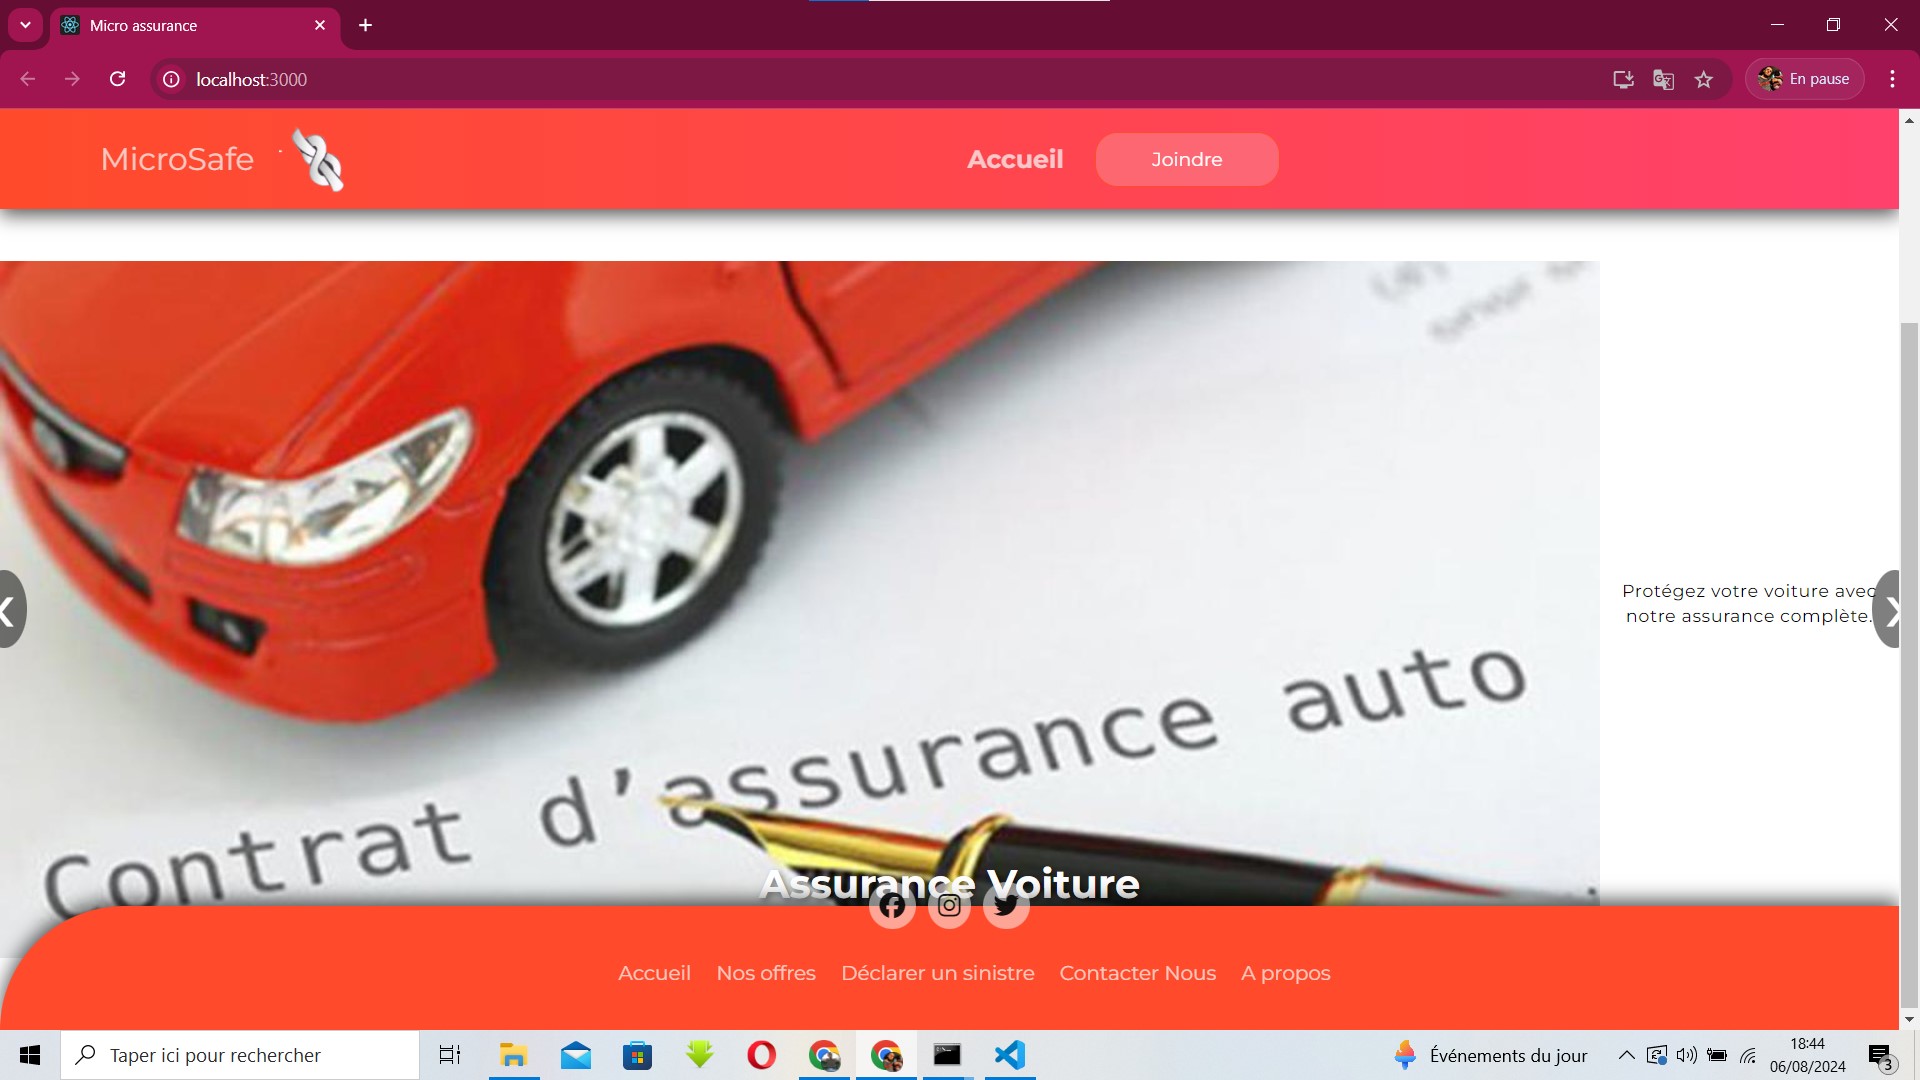 Micro assurance
localhost:3000
En pause
MicroSafe
Accueil
Joindre
Protégez votre voiture avec
notre assurance complète.
Contrat d'assurance auto
Assurance Voiture
Accueil
Nos offres
Déclarer un sinistre
Contacter Nous
A propos
Taper ici pour rechercher
Événements du jour
18:44
06/08/2024
3